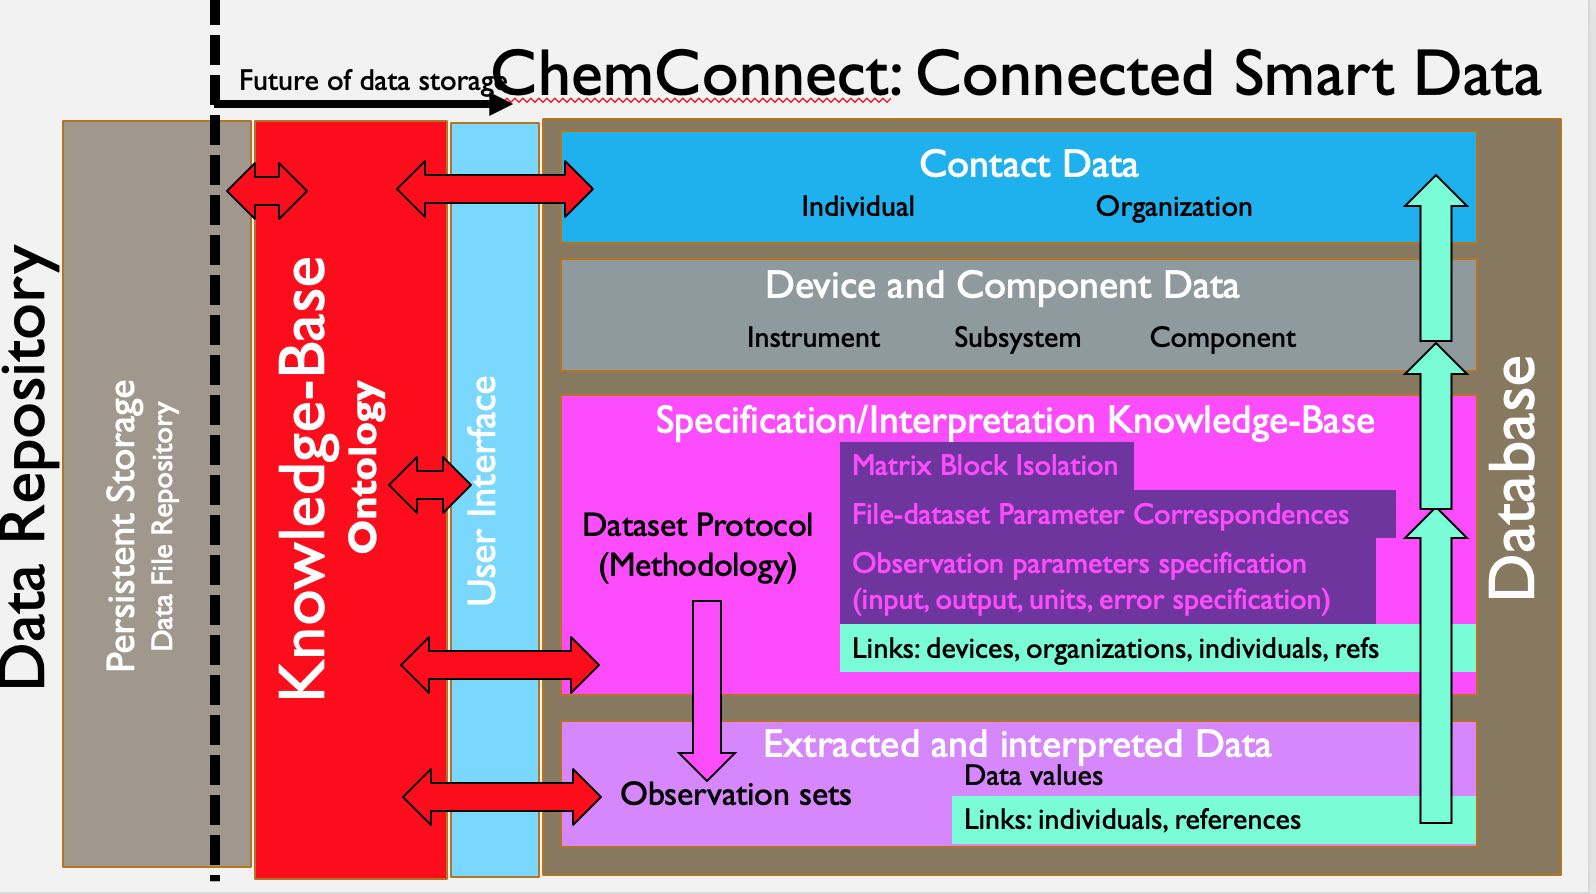 ChemConnect: Connected Smart Data
Future of data storage
Data Repository
Persistent Storage
Data File Repository
Knowledge-Base
Ontology
User Interface
Contact Data
Individual Organization
Device and Component Data
Instrument Subsystem Component
Specification/Interpretation Knowledge-Base
Matrix Block Isolation
File-dataset Parameter Correspondences
Dataset Protocol
(Methodology)
Observation parameters specification
(input, output, units, error specification)
Links: devices, organizations, individuals, refs
Extracted and interpreted Data
Data values
Observation sets
Links: individuals, references
Database